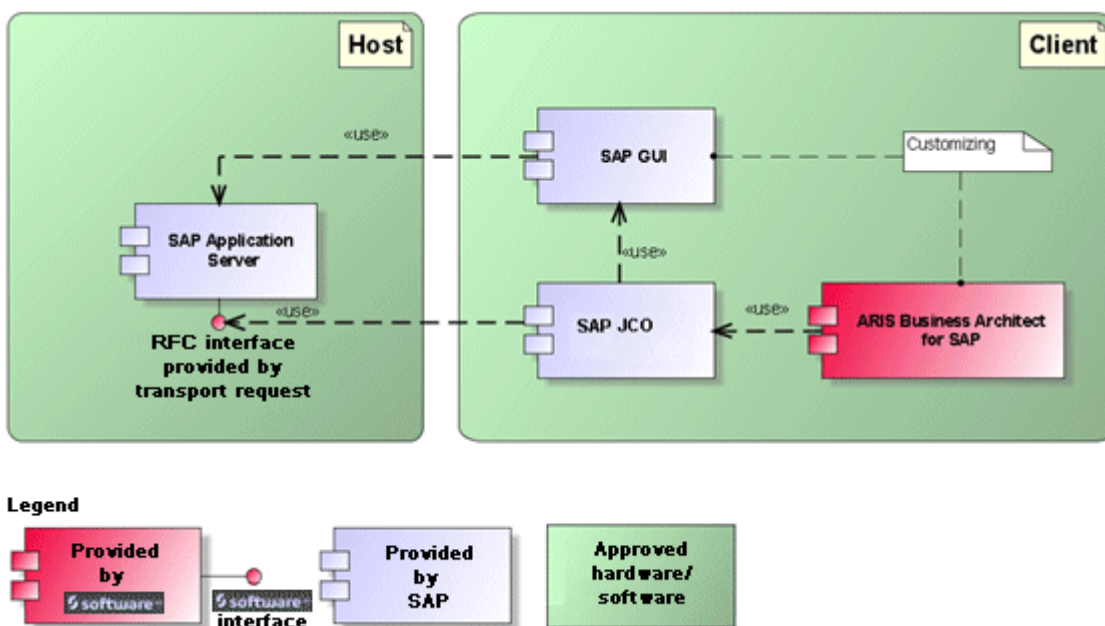 Host
Client
«use»
SAP GUI
Customizing
SAP Application
Server
«use»
«use»
SAP JCO
«use»
ARIS Business Architect
for SAP
RFC interface
provided by
transport request
Legend
Provided
by
software
software
interface
Provided
by
SAP
Approved
hardware/
software